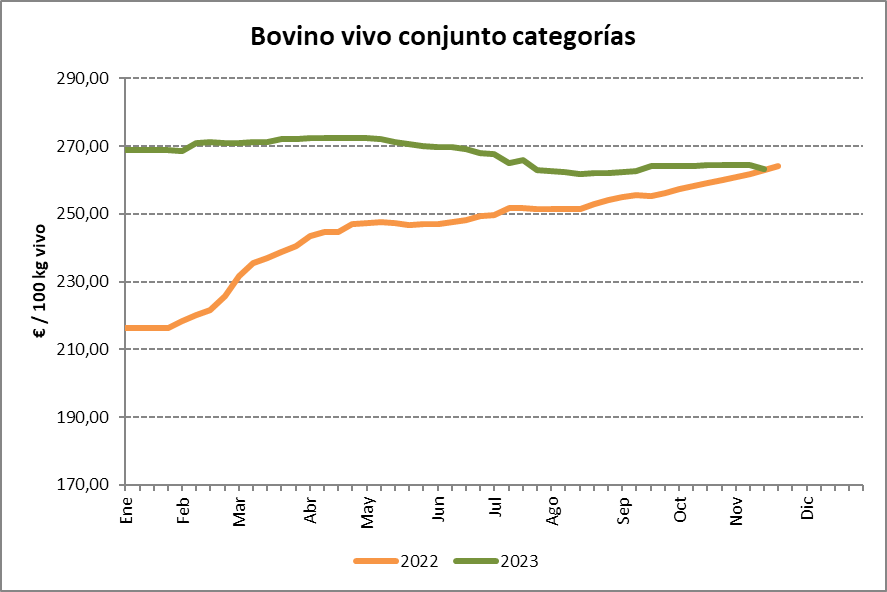 Bovino vivo conjunto categorías
€ / 100 kg vivo
290,00
270,00
250,00
230,00
210,00
190,00
170,00
Ene Feb Mar Abr May Jun Jul Ago Sep Oct Nov Dic
2022 2023